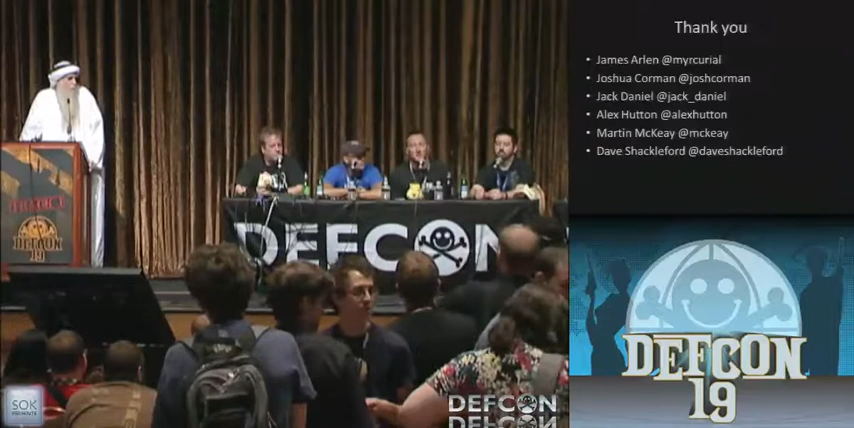 Thank you
• James Arlen @myrcurial
• Joshua Corman @joshcorman
• Jack Daniel @jack_daniel
• Alex Hutton @alexhutton
• Martin McKeay @mckeay
• Dave Shackleford @daveshackleford
DEFCON
19
DEFCON
DEFCON
19
SOK
DEFCON